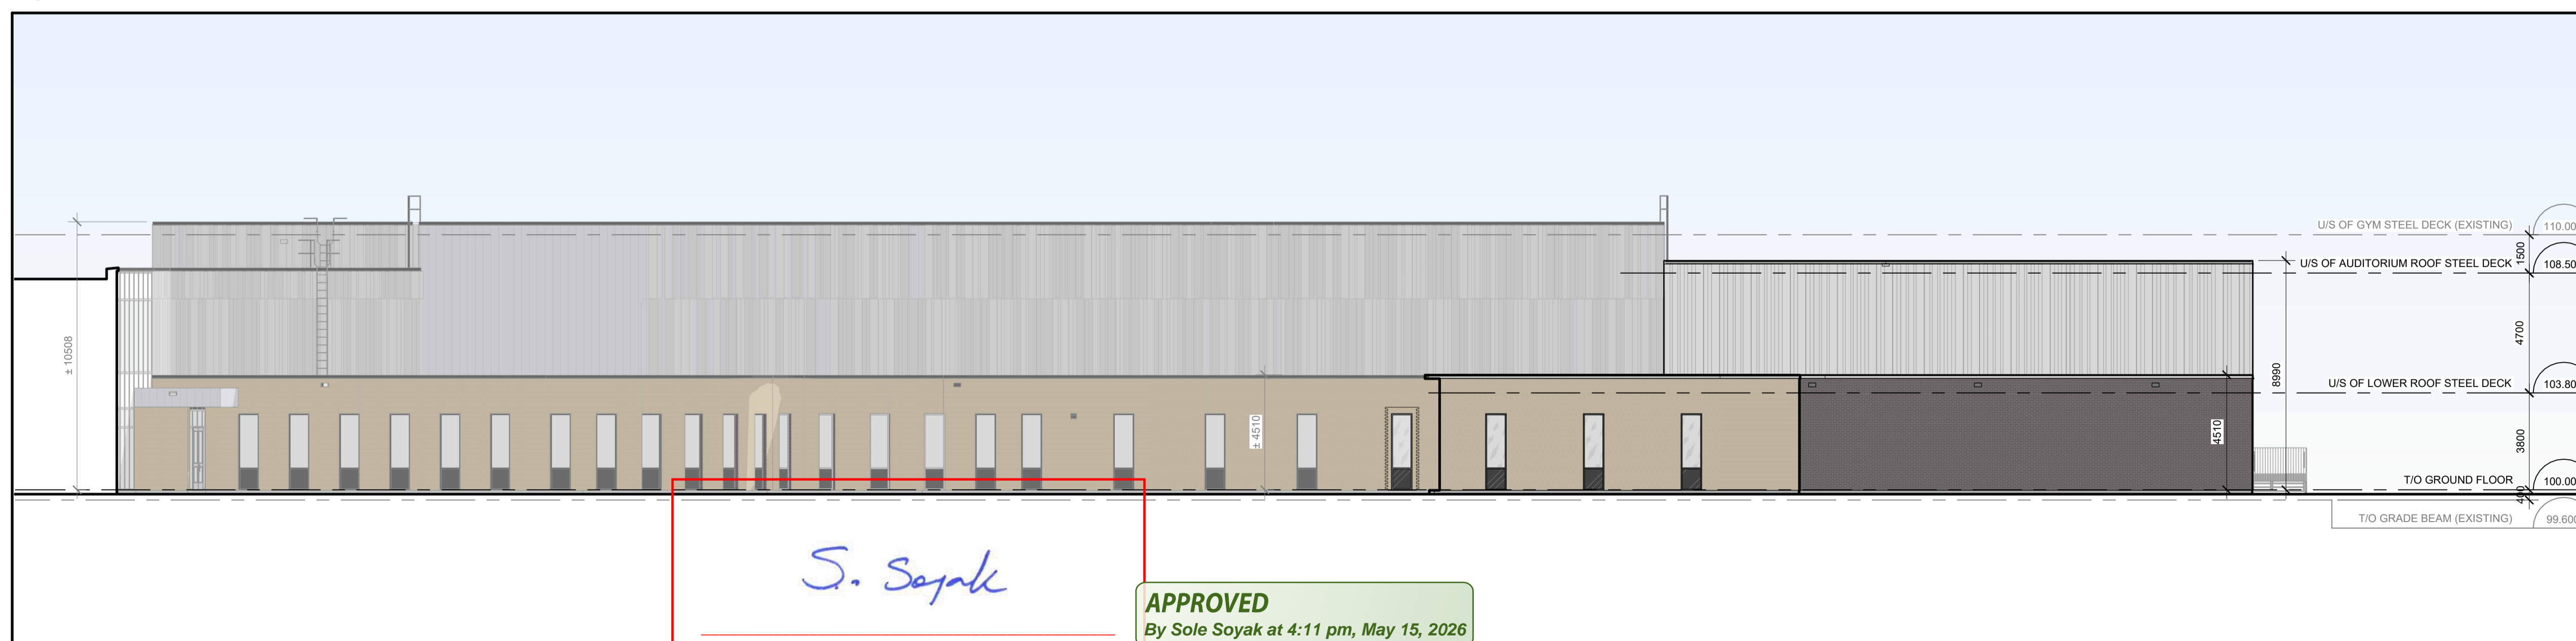 U/S OF GYM STEEL DECK (EXISTING)
110.00
1500
U/S OF AUDITORIUM ROOF STEEL DECK
108.50
± 10508
4700
8990
U/S OF LOWER ROOF STEEL DECK
103.80
± 4510
4510
3800
T/O GROUND FLOOR
100.00
400
T/O GRADE BEAM (EXISTING)
99.600
S. Soyak
APPROVED
By Sole Soyak at 4:11 pm, May 15, 2026